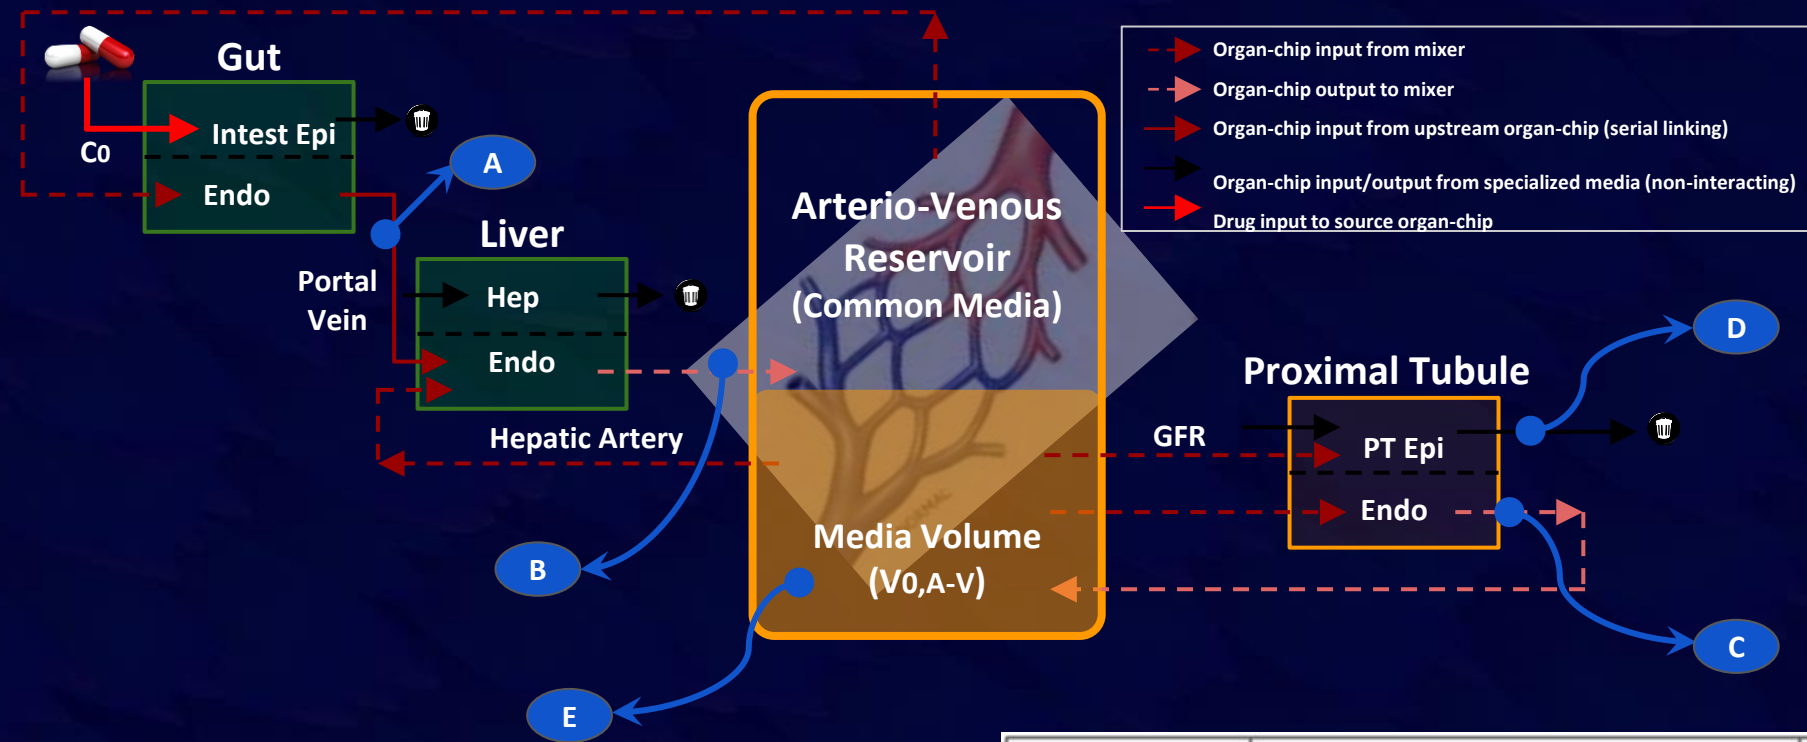 Gut
C0
Intest Epi
Endo
A
Portal
Vein
Liver
Hep
Endo
Hepatic Artery
B
Arterio-Venous
Reservoir
(Common Media)
Media Volume
(V0,A-V)
E
Organ-chip input from mixer
Organ-chip output to mixer
Organ-chip input from upstream organ-chip (serial linking)
Organ-chip input/output from specialized media (non-interacting)
Drug input to source organ-chip
D
Proximal Tubule
GFR
PT Epi
Endo
C